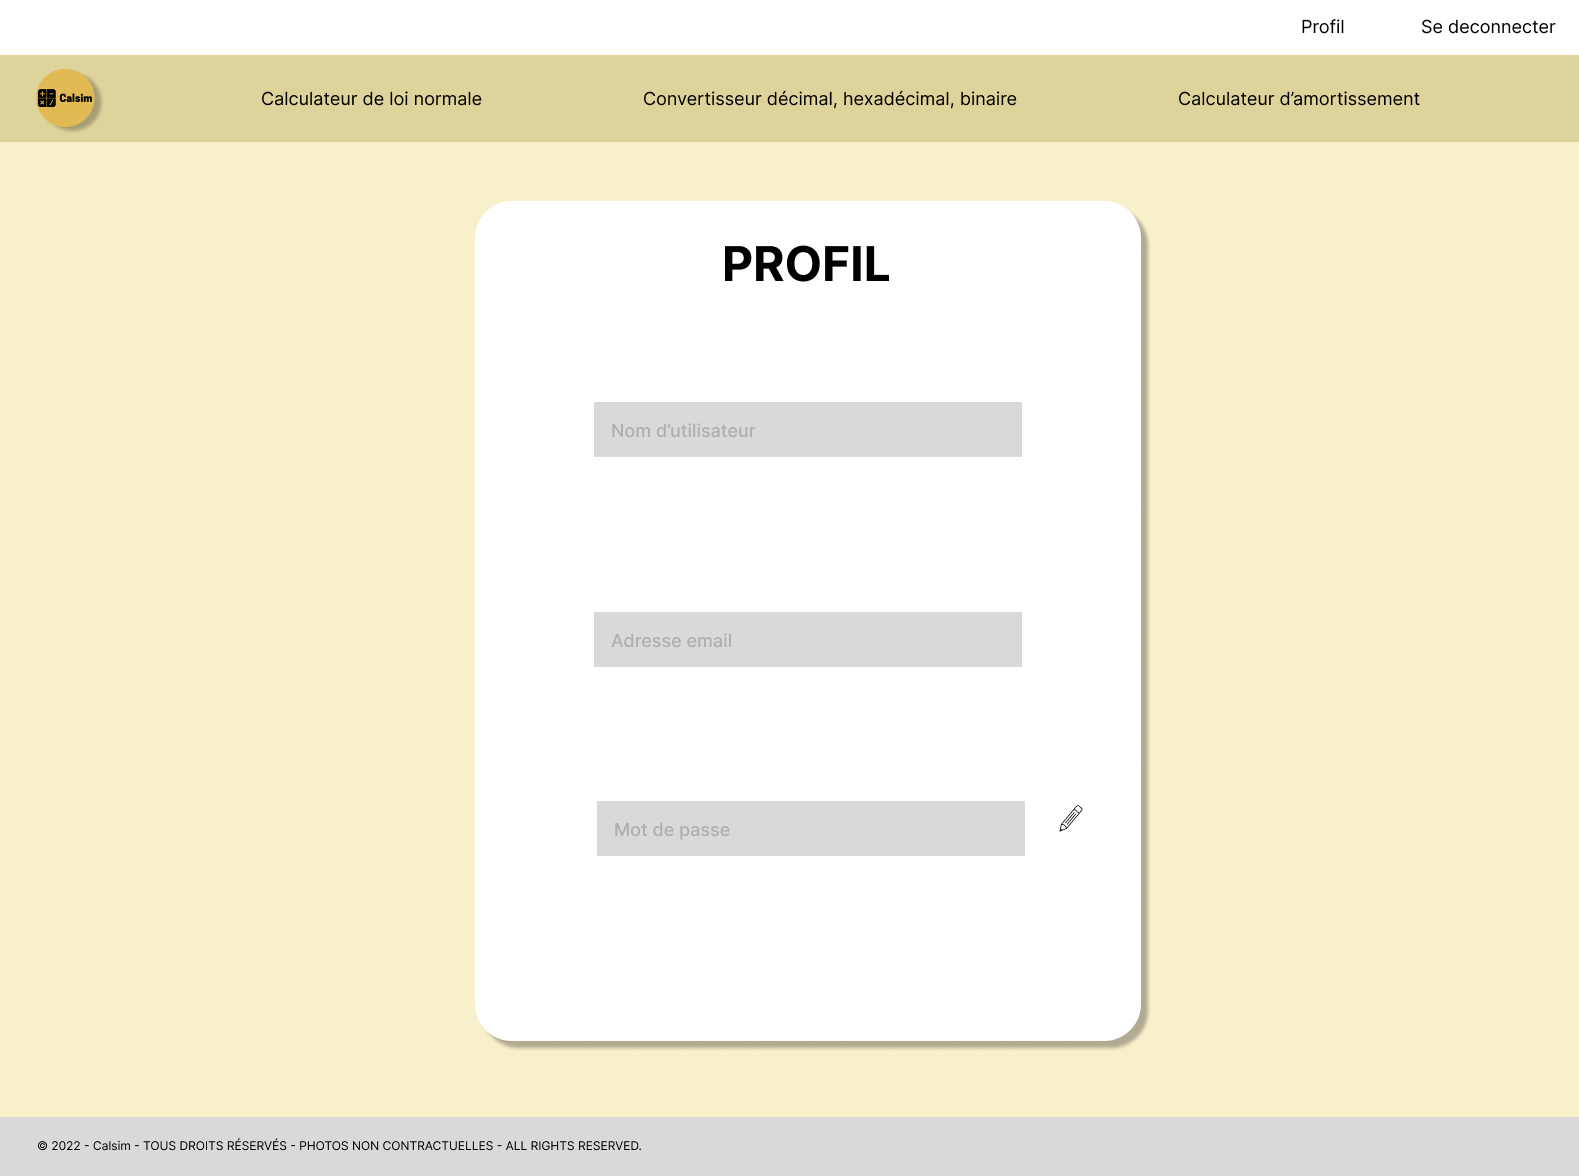 Profil
Se deconnecter
Calsim
Calculateur de loi normale
Convertisseur décimal, hexadécimal, binaire
Calculateur d’amortissement
PROFIL
Nom d’utilisateur
Adresse email
Mot de passe
© 2022 - Calsim - TOUS DROITS RÉSERVÉS - PHOTOS NON CONTRACTUELLES - ALL RIGHTS RESERVED.